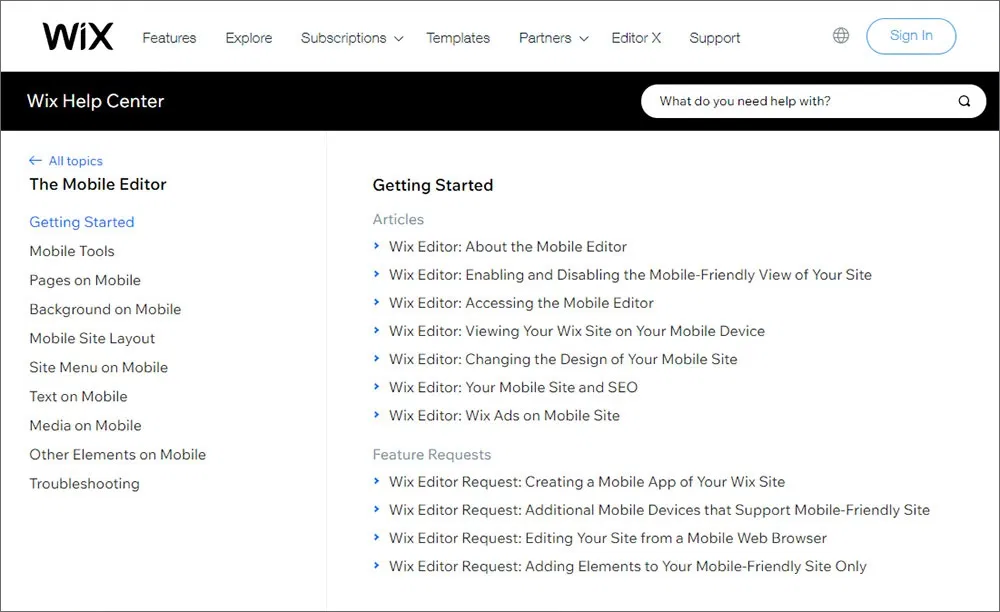 WiX
Features
Explore
Subscriptions
Templates
Partners
Editor X
Support
Sign In
Wix Help Center
What do you need help with?
All topics
The Mobile Editor
Getting Started
Mobile Tools
Pages on Mobile
Background on Mobile
Mobile Site Layout
Site Menu on Mobile
Text on Mobile
Media on Mobile
Other Elements on Mobile
Troubleshooting
Getting Started
Articles
Wix Editor: About the Mobile Editor
Wix Editor: Enabling and Disabling the Mobile-Friendly View of Your Site
Wix Editor: Accessing the Mobile Editor
Wix Editor: Viewing Your Wix Site on Your Mobile Device
Wix Editor: Changing the Design of Your Mobile Site
Wix Editor: Your Mobile Site and SEO
Wix Editor: Wix Ads on Mobile Site
Feature Requests
Wix Editor Request: Creating a Mobile App of Your Wix Site
Wix Editor Request: Additional Mobile Devices that Support Mobile-Friendly Site
Wix Editor Request: Editing Your Site from a Mobile Web Browser
Wix Editor Request: Adding Elements to Your Mobile-Friendly Site Only